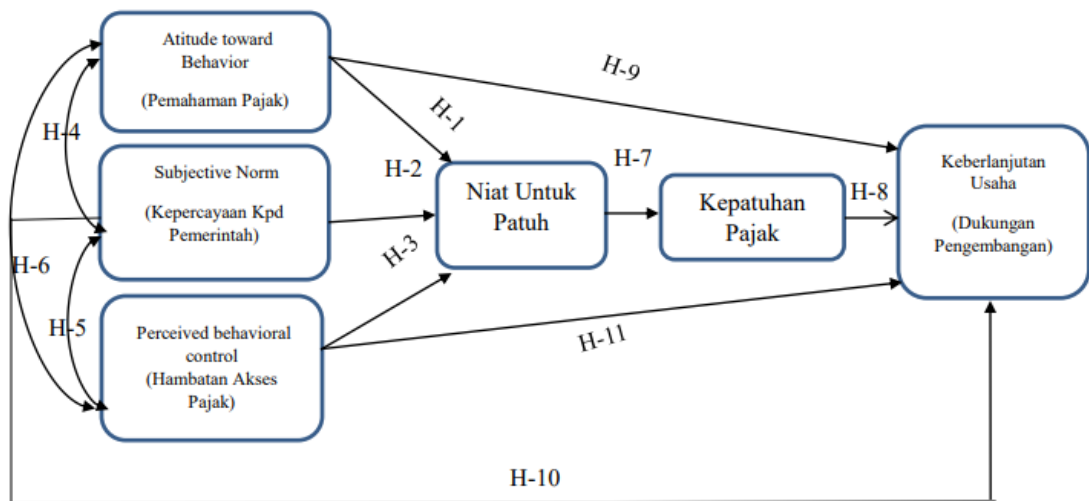 Atitude toward
Behavior
(Pemahaman Pajak)
H-9
H-1
H-4
Subjective Norm
(Kepercayaan Kpd
Pemerintah)
H-2
Niat Untuk
Patuh
H-7
Kepatuhan
Pajak
H-8
Keberlanjutan
Usaha
(Dukungan
Pengembangan)
H-3
H-6
H-5
Perceived behavioral
control
(Hambatan Akses
Pajak)
H-11
H-10